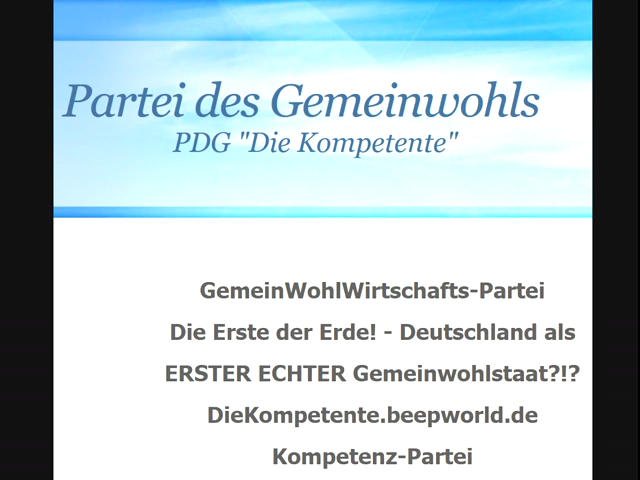 Partei des Gemeinwohls
PDG "Die Kompetente"
GemeinWohlWirtschafts-Partei
Die Erste der Erde! - Deutschland als
ERSTER ECHTER Gemeinwohlstaat?!?
DieKompetente.beepworld.de
Kompetenz-Partei